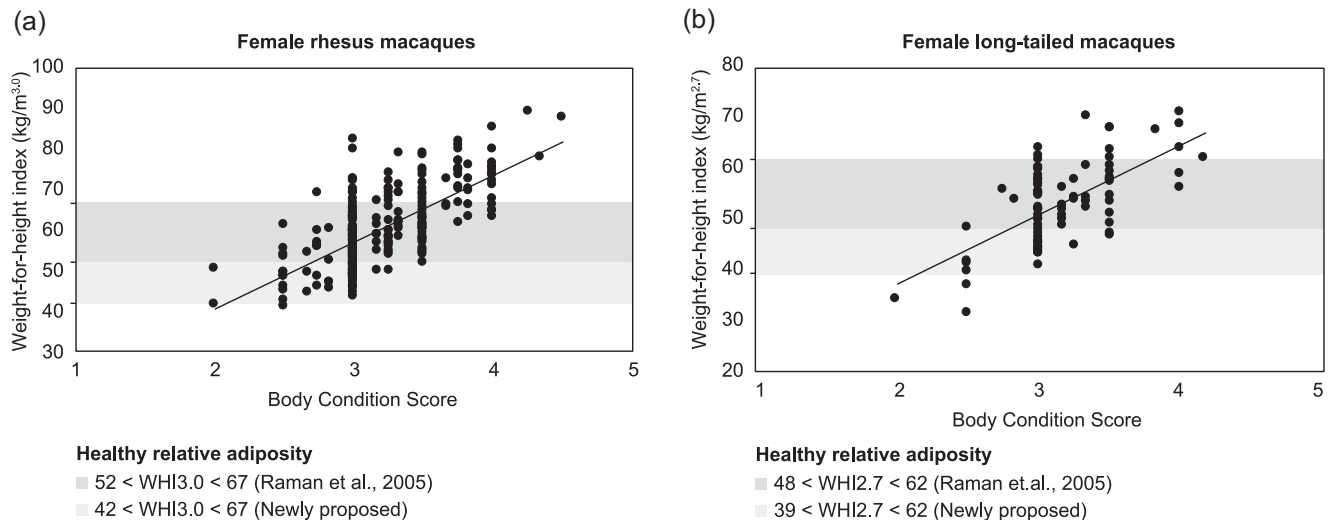 (a)
Female rhesus macaques
Weight-for-height index (kg/m3.0)
100
90
80
70
60
50
40
30
1 2 3 4 5
Body Condition Score
Healthy relative adiposity
52 < WHI3.0 < 67 (Raman et al., 2005)
42 < WHI3.0 < 67 (Newly proposed)
(b)
Female long-tailed macaques
Weight-for-height index (kg/m2.7)
80
70
60
50
40
30
20
1 2 3 4 5
Body Condition Score
Healthy relative adiposity
48 < WHI2.7 < 62 (Raman et.al., 2005)
39 < WHI2.7 < 62 (Newly proposed)